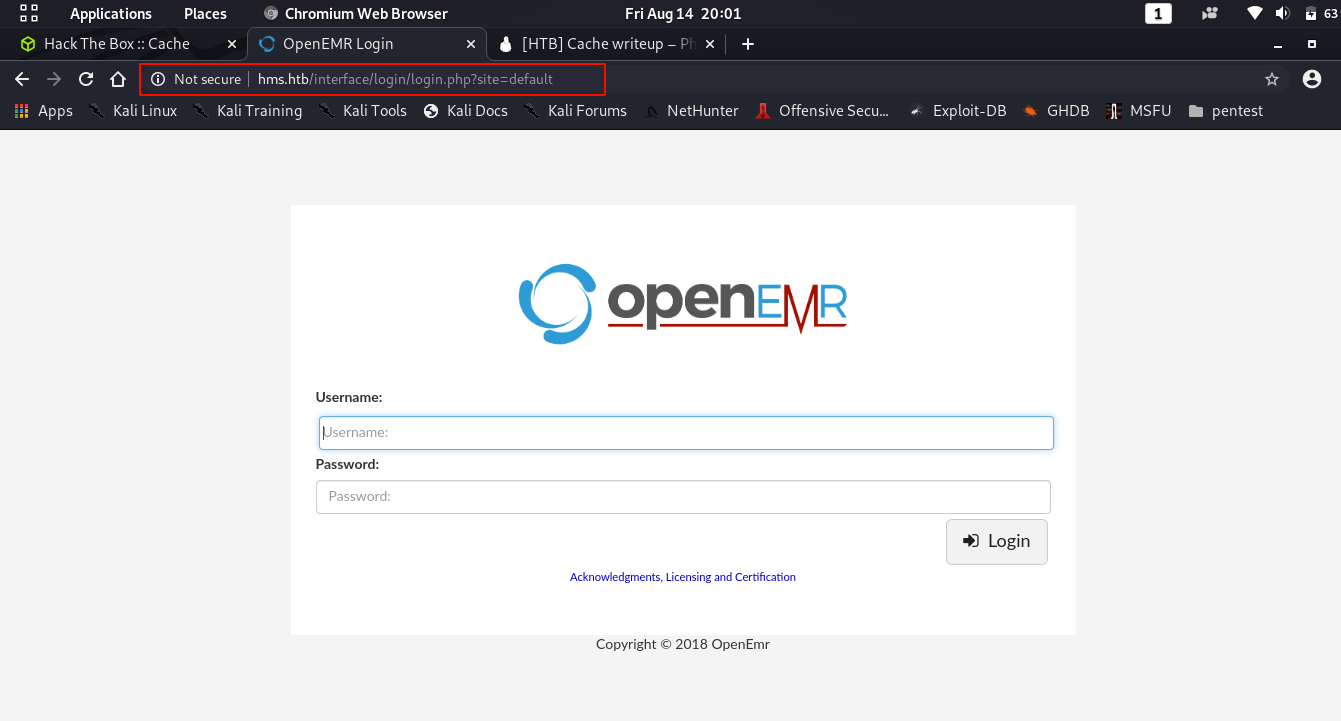 Applications Places Chromium Web Browser Fri Aug 14 20:01 1 63
Hack The Box :: Cache OpenEMR Login [HTB] Cache writeup – Ph
Not secure hms.htb/interface/login/login.php?site=default
Apps Kali Linux Kali Training Kali Tools Kali Docs Kali Forums NetHunter Offensive Secu... Exploit-DB GHDB MSFU pentest
openEMR
Username:
Username:
Password:
Password:
Login
Acknowledgments, Licensing and Certification
Copyright © 2018 OpenEmr